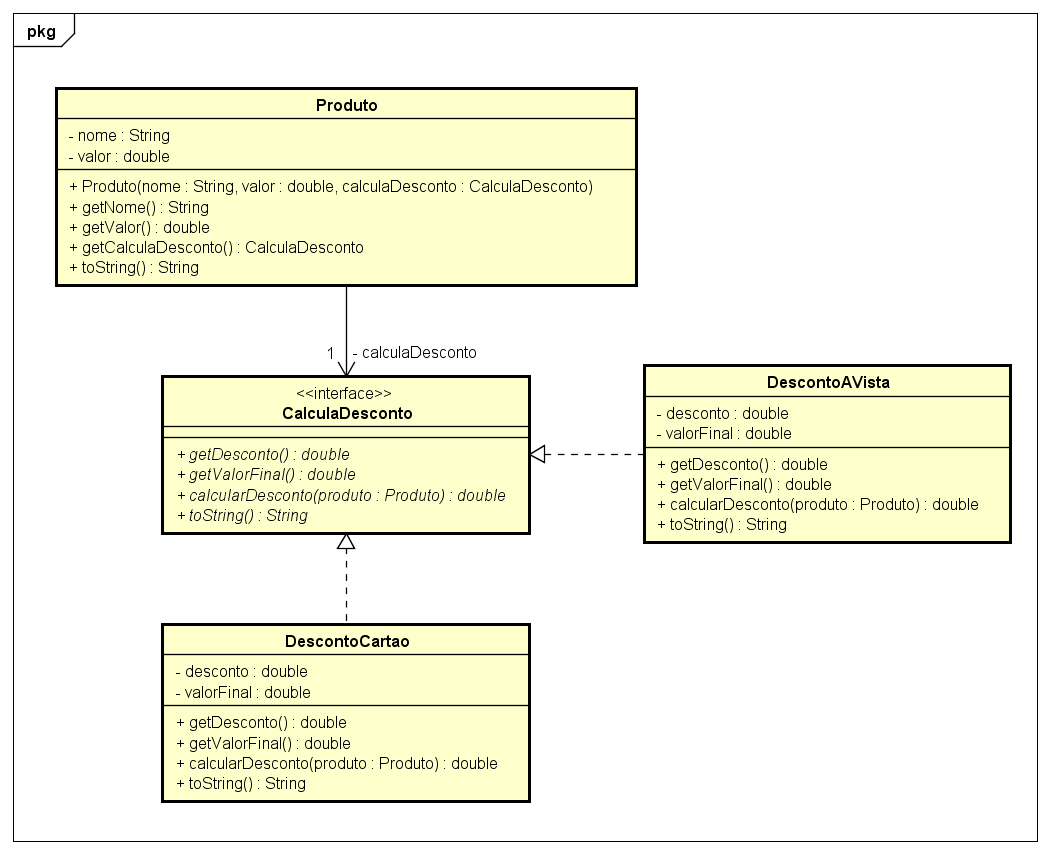 pkg
Produto
- nome : String
- valor : double
+ Produto(nome : String, valor : double, calculaDesconto : CalculaDesconto)
+ getNome() : String
+ getValor() : double
+ getCalculaDesconto() : CalculaDesconto
+ toString() : String
1
- calculaDesconto
<<interface>>
CalculaDesconto
+ getDesconto() : double
+ getValorFinal() : double
+ calcularDesconto(produto : Produto) : double
+ toString() : String
DescontoAVista
- desconto : double
- valorFinal : double
+ getDesconto() : double
+ getValorFinal() : double
+ calcularDesconto(produto : Produto) : double
+ toString() : String
DescontoCartao
- desconto : double
- valorFinal : double
+ getDesconto() : double
+ getValorFinal() : double
+ calcularDesconto(produto : Produto) : double
+ toString() : String